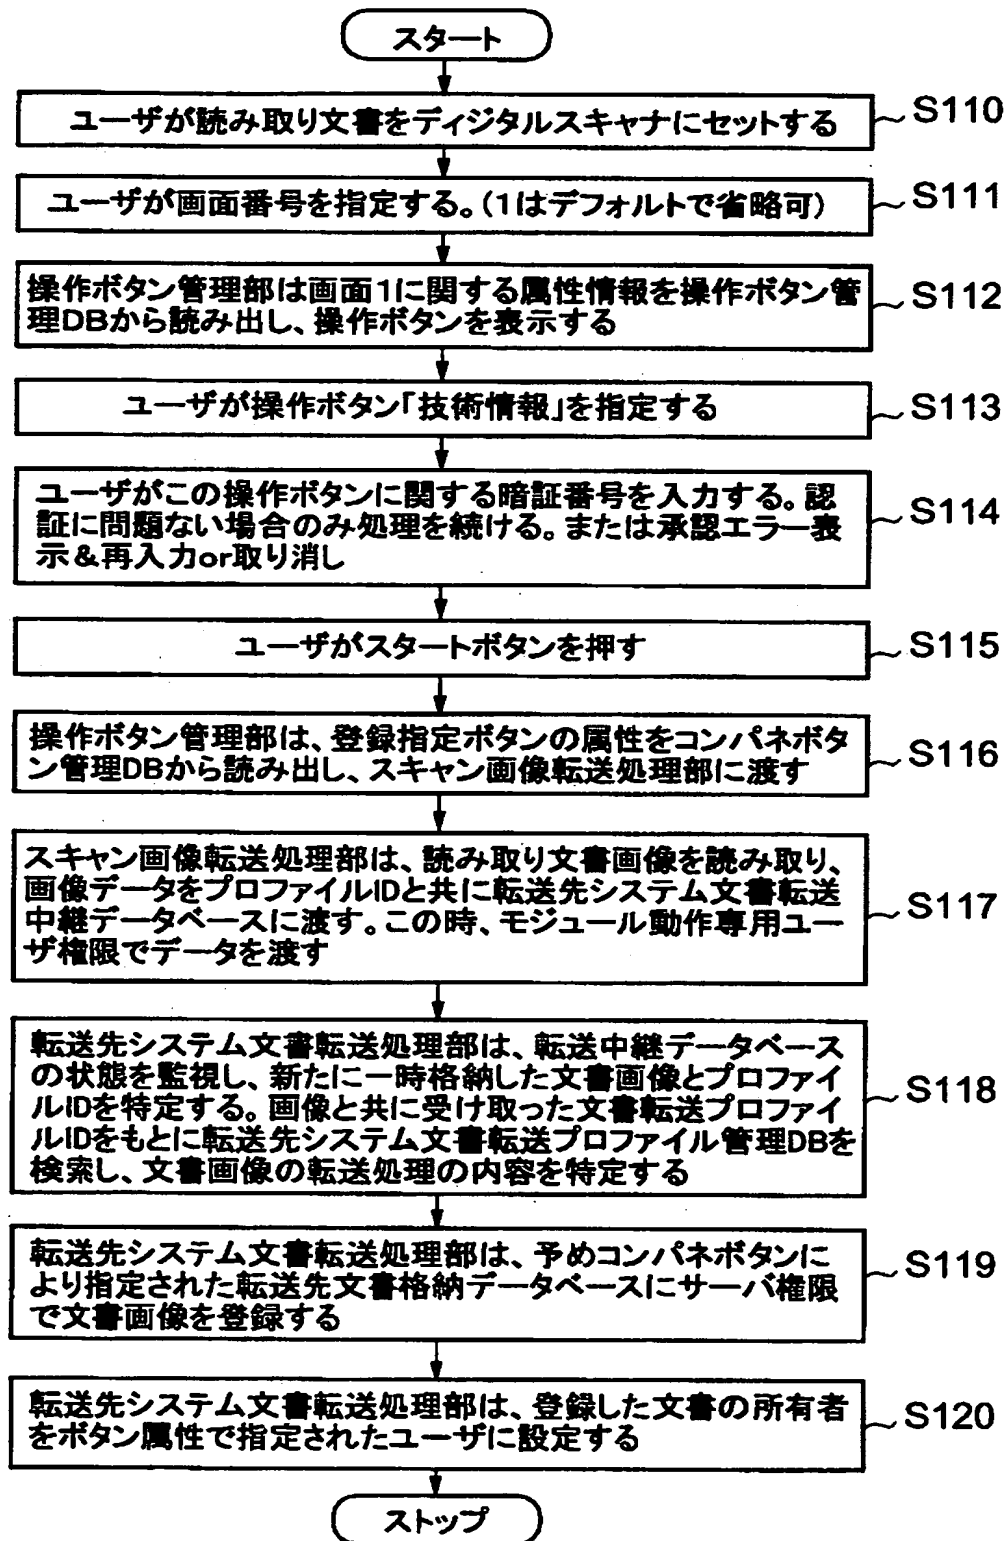 スタート
ユーザが読み取り文書をディジタルスキャナにセットする
S110
ユーザが画面番号を指定する。(1はデフォルトで省略可)
S111
操作ボタン管理部は画面1に関する属性情報を操作ボタン管
理DBから読み出し、操作ボタンを表示する
S112
ユーザが操作ボタン「技術情報」を指定する
S113
ユーザがこの操作ボタンに関する暗証番号を入力する。認
証に問題ない場合のみ処理を続ける。または承認エラー表
示&再入力or取り消し
S114
ユーザがスタートボタンを押す
S115
操作ボタン管理部は、登録指定ボタンの属性をコンパネボタ
ン管理DBから読み出し、スキャン画像転送処理部に渡す
S116
スキャン画像転送処理部は、読み取り文書画像を読み取り、
画像データをプロファイルIDと共に転送先システム文書転送
中継データベースに渡す。この時、モジュール動作専用ユー
ザ権限でデータを渡す
S117
転送先システム文書転送処理部は、転送中継データベース
の状態を監視し、新たに一時格納した文書画像とプロファイ
ルIDを特定する。画像と共に受け取った文書転送プロファイ
ルIDをもとに転送先システム文書転送プロファイル管理DBを
検索し、文書画像の転送処理の内容を特定する
S118
転送先システム文書転送処理部は、予めコンパネボタンに
より指定された転送先文書格納データベースにサーバ権限
で文書画像を登録する
S119
転送先システム文書転送処理部は、登録した文書の所有者
をボタン属性で指定されたユーザに設定する
S120
ストップ